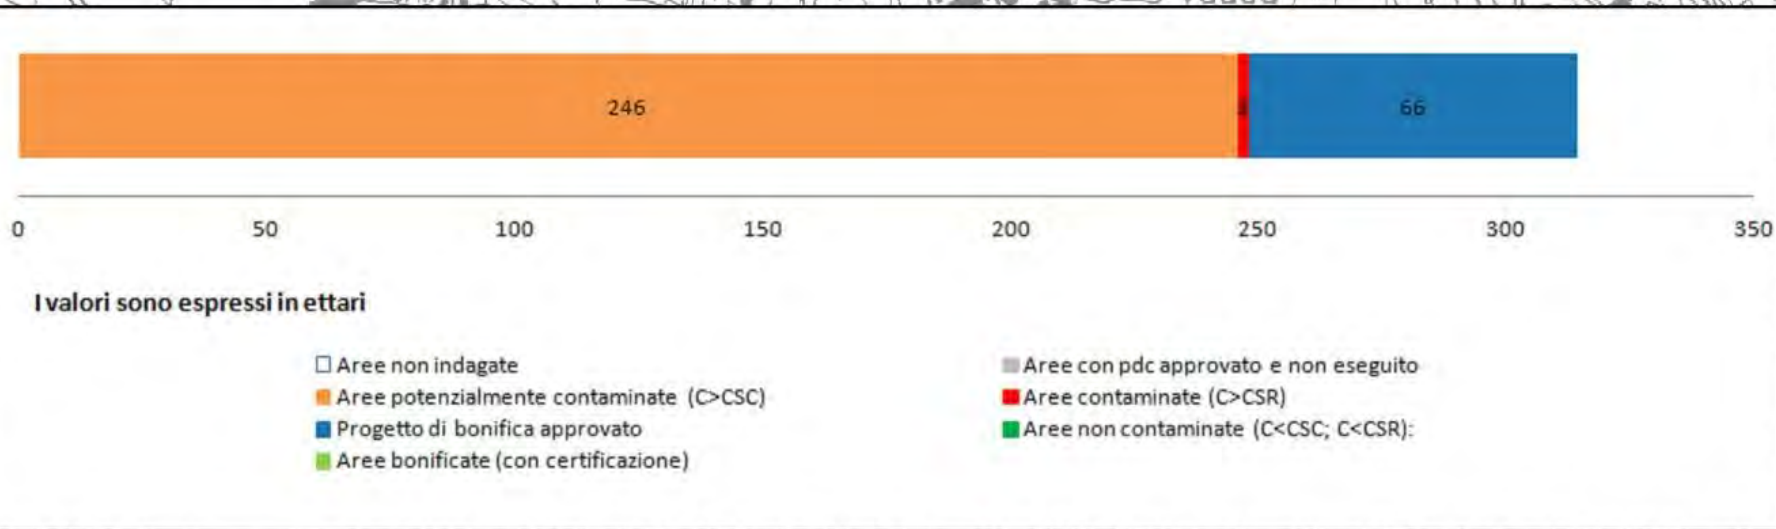 246
66
0 50 100 150 200 250 300 350
I valori sono espressi in ettari
Aree non indagate
Aree con pdc approvato e non eseguito
Aree potenzialmente contaminate (C>CSC)
Aree contaminate (C>CSR)
Progetto di bonifica approvato
Aree non contaminate (C<CSC; C<CSR):
Aree bonificate (con certificazione)